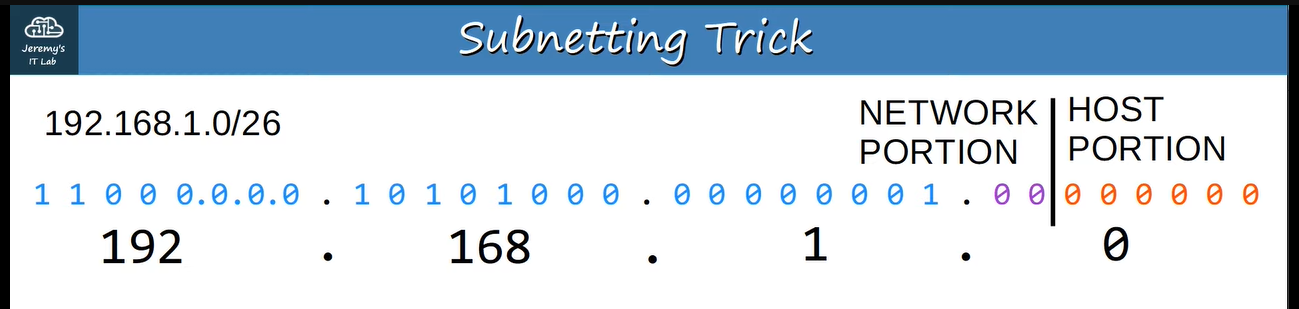 Jeremy's
IT Lab
Subnetting Trick
192.168.1.0/26
NETWORK
PORTION
HOST
PORTION
1 1 0 0 0.0.0.0 . 1 0 1 0 1 0 0 0 . 0 0 0 0 0 0 0 1 . 0 0 0 0 0 0 0 0
192 . 168 . 1 . 0